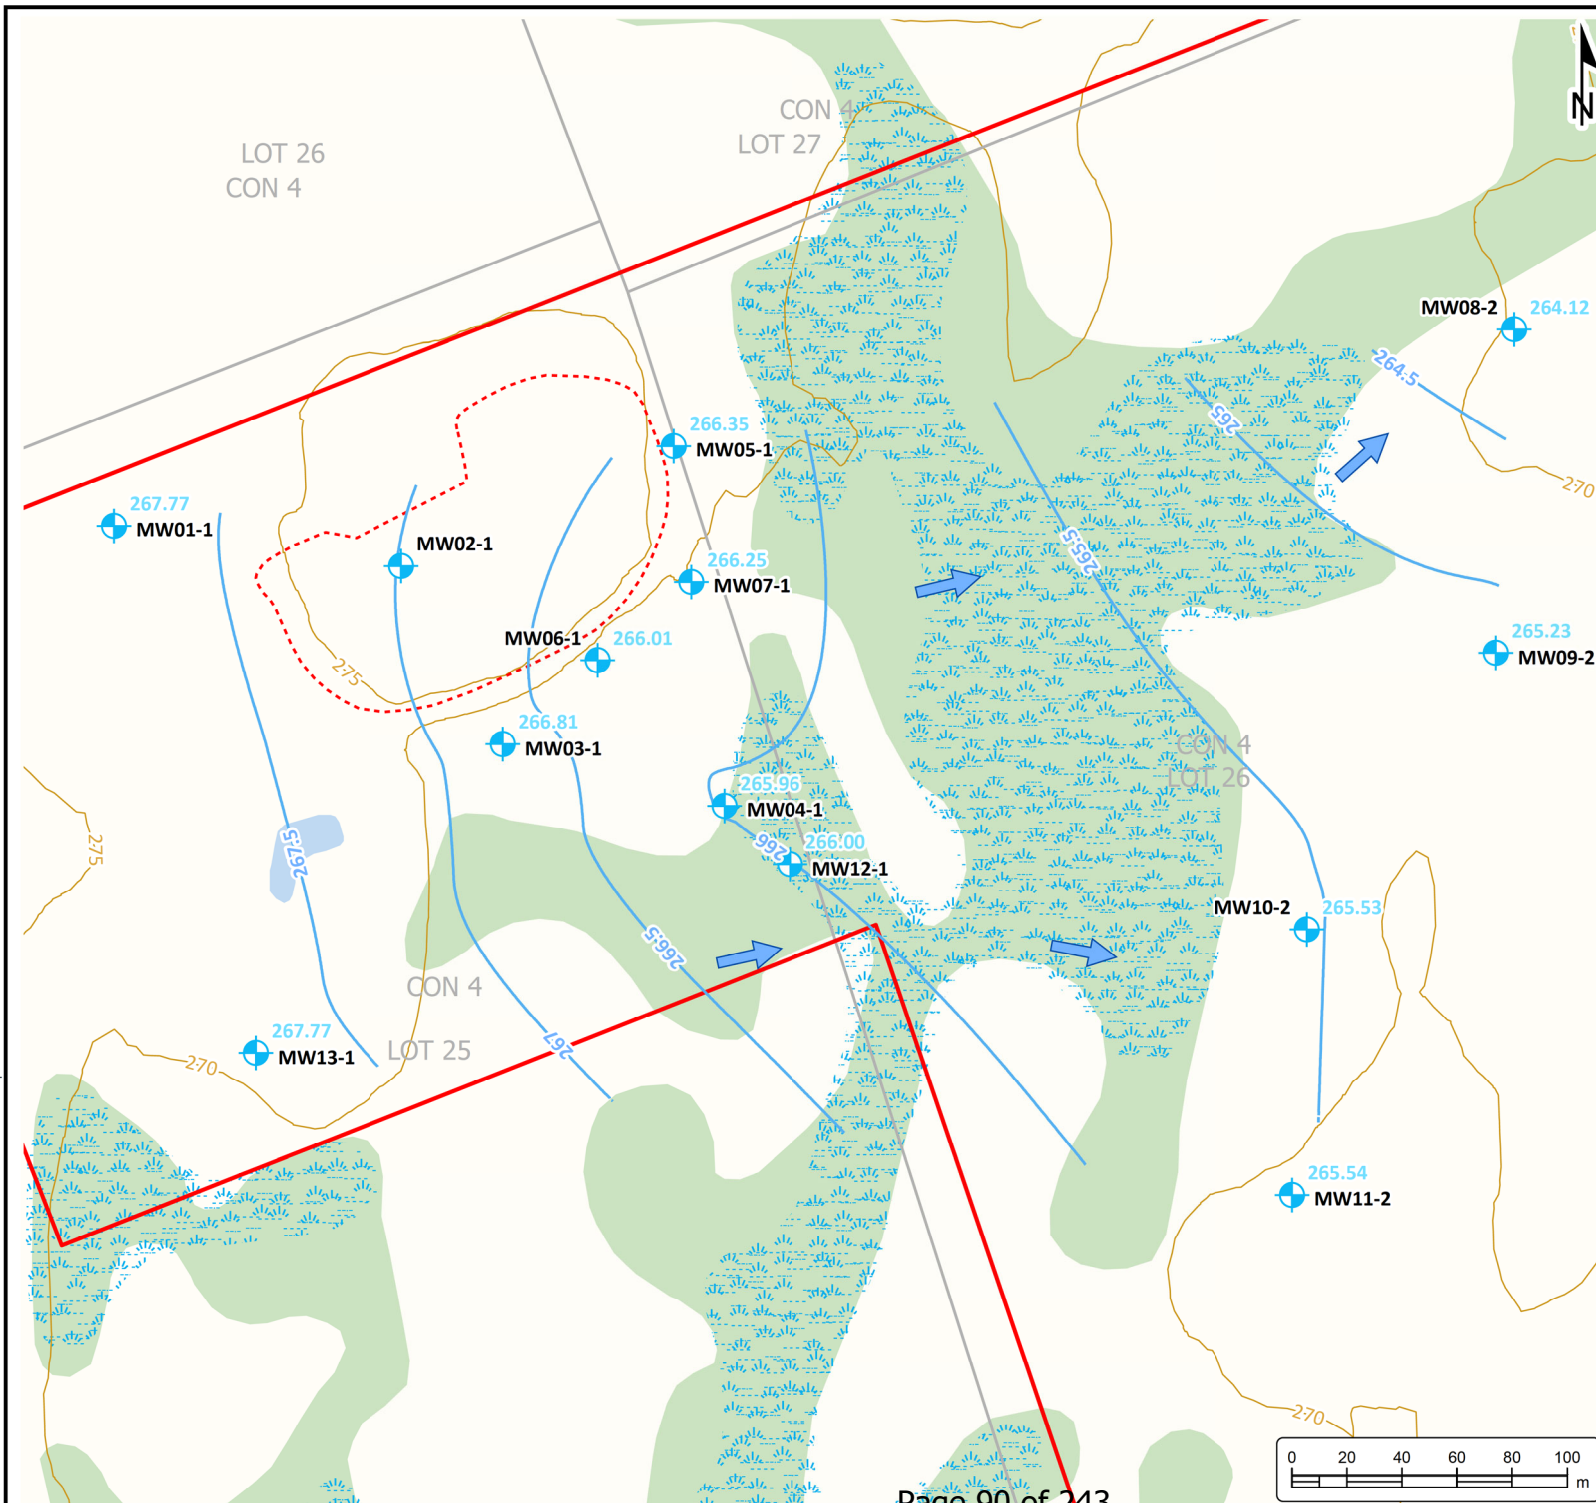 N
CON 4
LOT 27
LOT 26
CON 4
MW08-2 264.12
264.5
265
266.35
MW05-1
270
267.77
MW01-1
MW02-1
265.5
266.25
MW07-1
MW06-1 266.01
265.23
MW09-2
275
266.81
MW03-1
CON 4
LOT 26
265.96
MW04-1
275
267.5
266
266.00
MW12-1
MW10-2 265.53
266.5
CON 4
LOT 25
267
267.77
MW13-1
270
265.54
MW11-2
270
0 20 40 60 80 100
m
Page 90 of 243